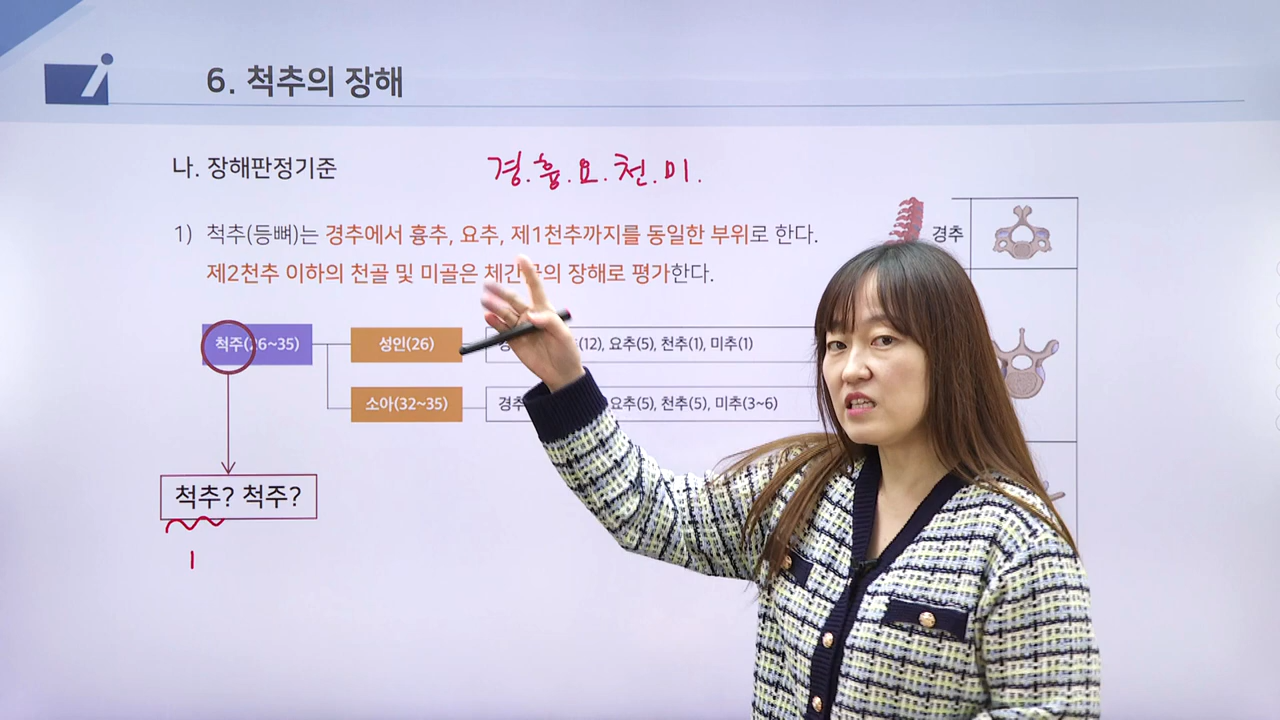 6. 척추의 장해
나. 장해판정기준
경.흉.요.천.미.
1) 척추(등뼈)는 경추에서 흉추, 요추, 제1천추까지를 동일한 부위로 한다.
제2천추 이하의 천골 및 미골은 체간골의 장해로 평가한다.
경추
척주(26~35)
성인(26)
(12), 요추(5), 천추(1), 미추(1)
소아(32~35)
경추 요추(5), 천추(5), 미추(3~6)
척추? 척주?
1